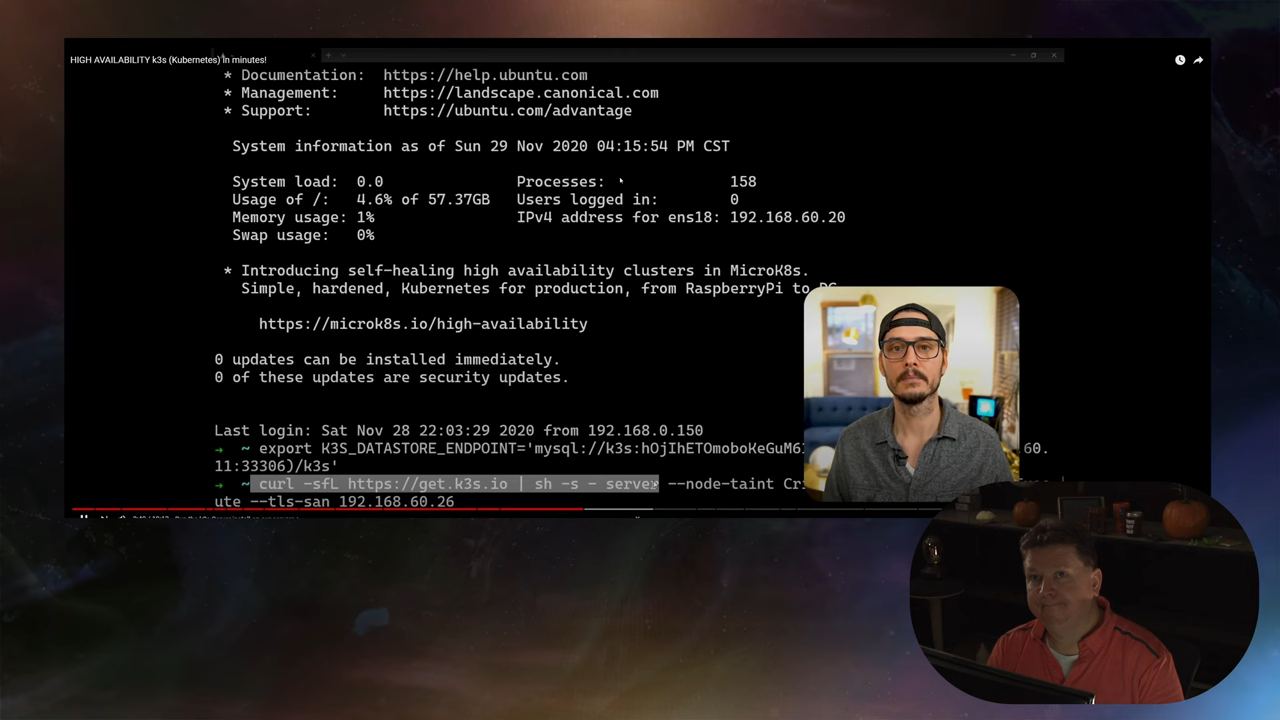 HIGH AVAILABILITY k3s (Kubernetes) in minutes!
* Documentation: https://help.ubuntu.com
* Management: https://landscape.canonical.com
* Support: https://ubuntu.com/advantage
System information as of Sun 29 Nov 2020 04:15:54 PM CST
System load: 0.0 Processes: 158
Usage of /: 4.6% of 57.37GB Users logged in: 0
Memory usage: 1% IPv4 address for ens18: 192.168.60.20
Swap usage: 0%
* Introducing self-healing high availability clusters in MicroK8s.
Simple, hardened, Kubernetes for production, from RaspberryPi to
https://microk8s.io/high-availability
0 updates can be installed immediately.
0 of these updates are security updates.
Last login: Sat Nov 28 22:03:29 2020 from 192.168.0.150
→ ~ export K3S_DATASTORE_ENDPOINT='mysql://k3s: 60.
11:33306)/k3s'
→ ~ curl -sfL https://get.k3s.io | sh -s - server --node-taint
ute --tls-san 192.168.60.26